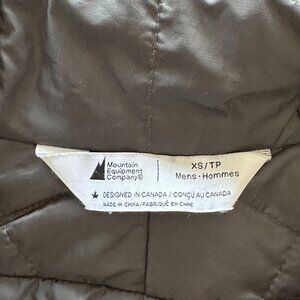 Mountain
Equipment
Company®
XS/TP
Mens · Hommes
DESIGNED IN CANADA / CONÇU AU CANADA
MADE IN CHINA/FABRIQUÉ EN CHINE